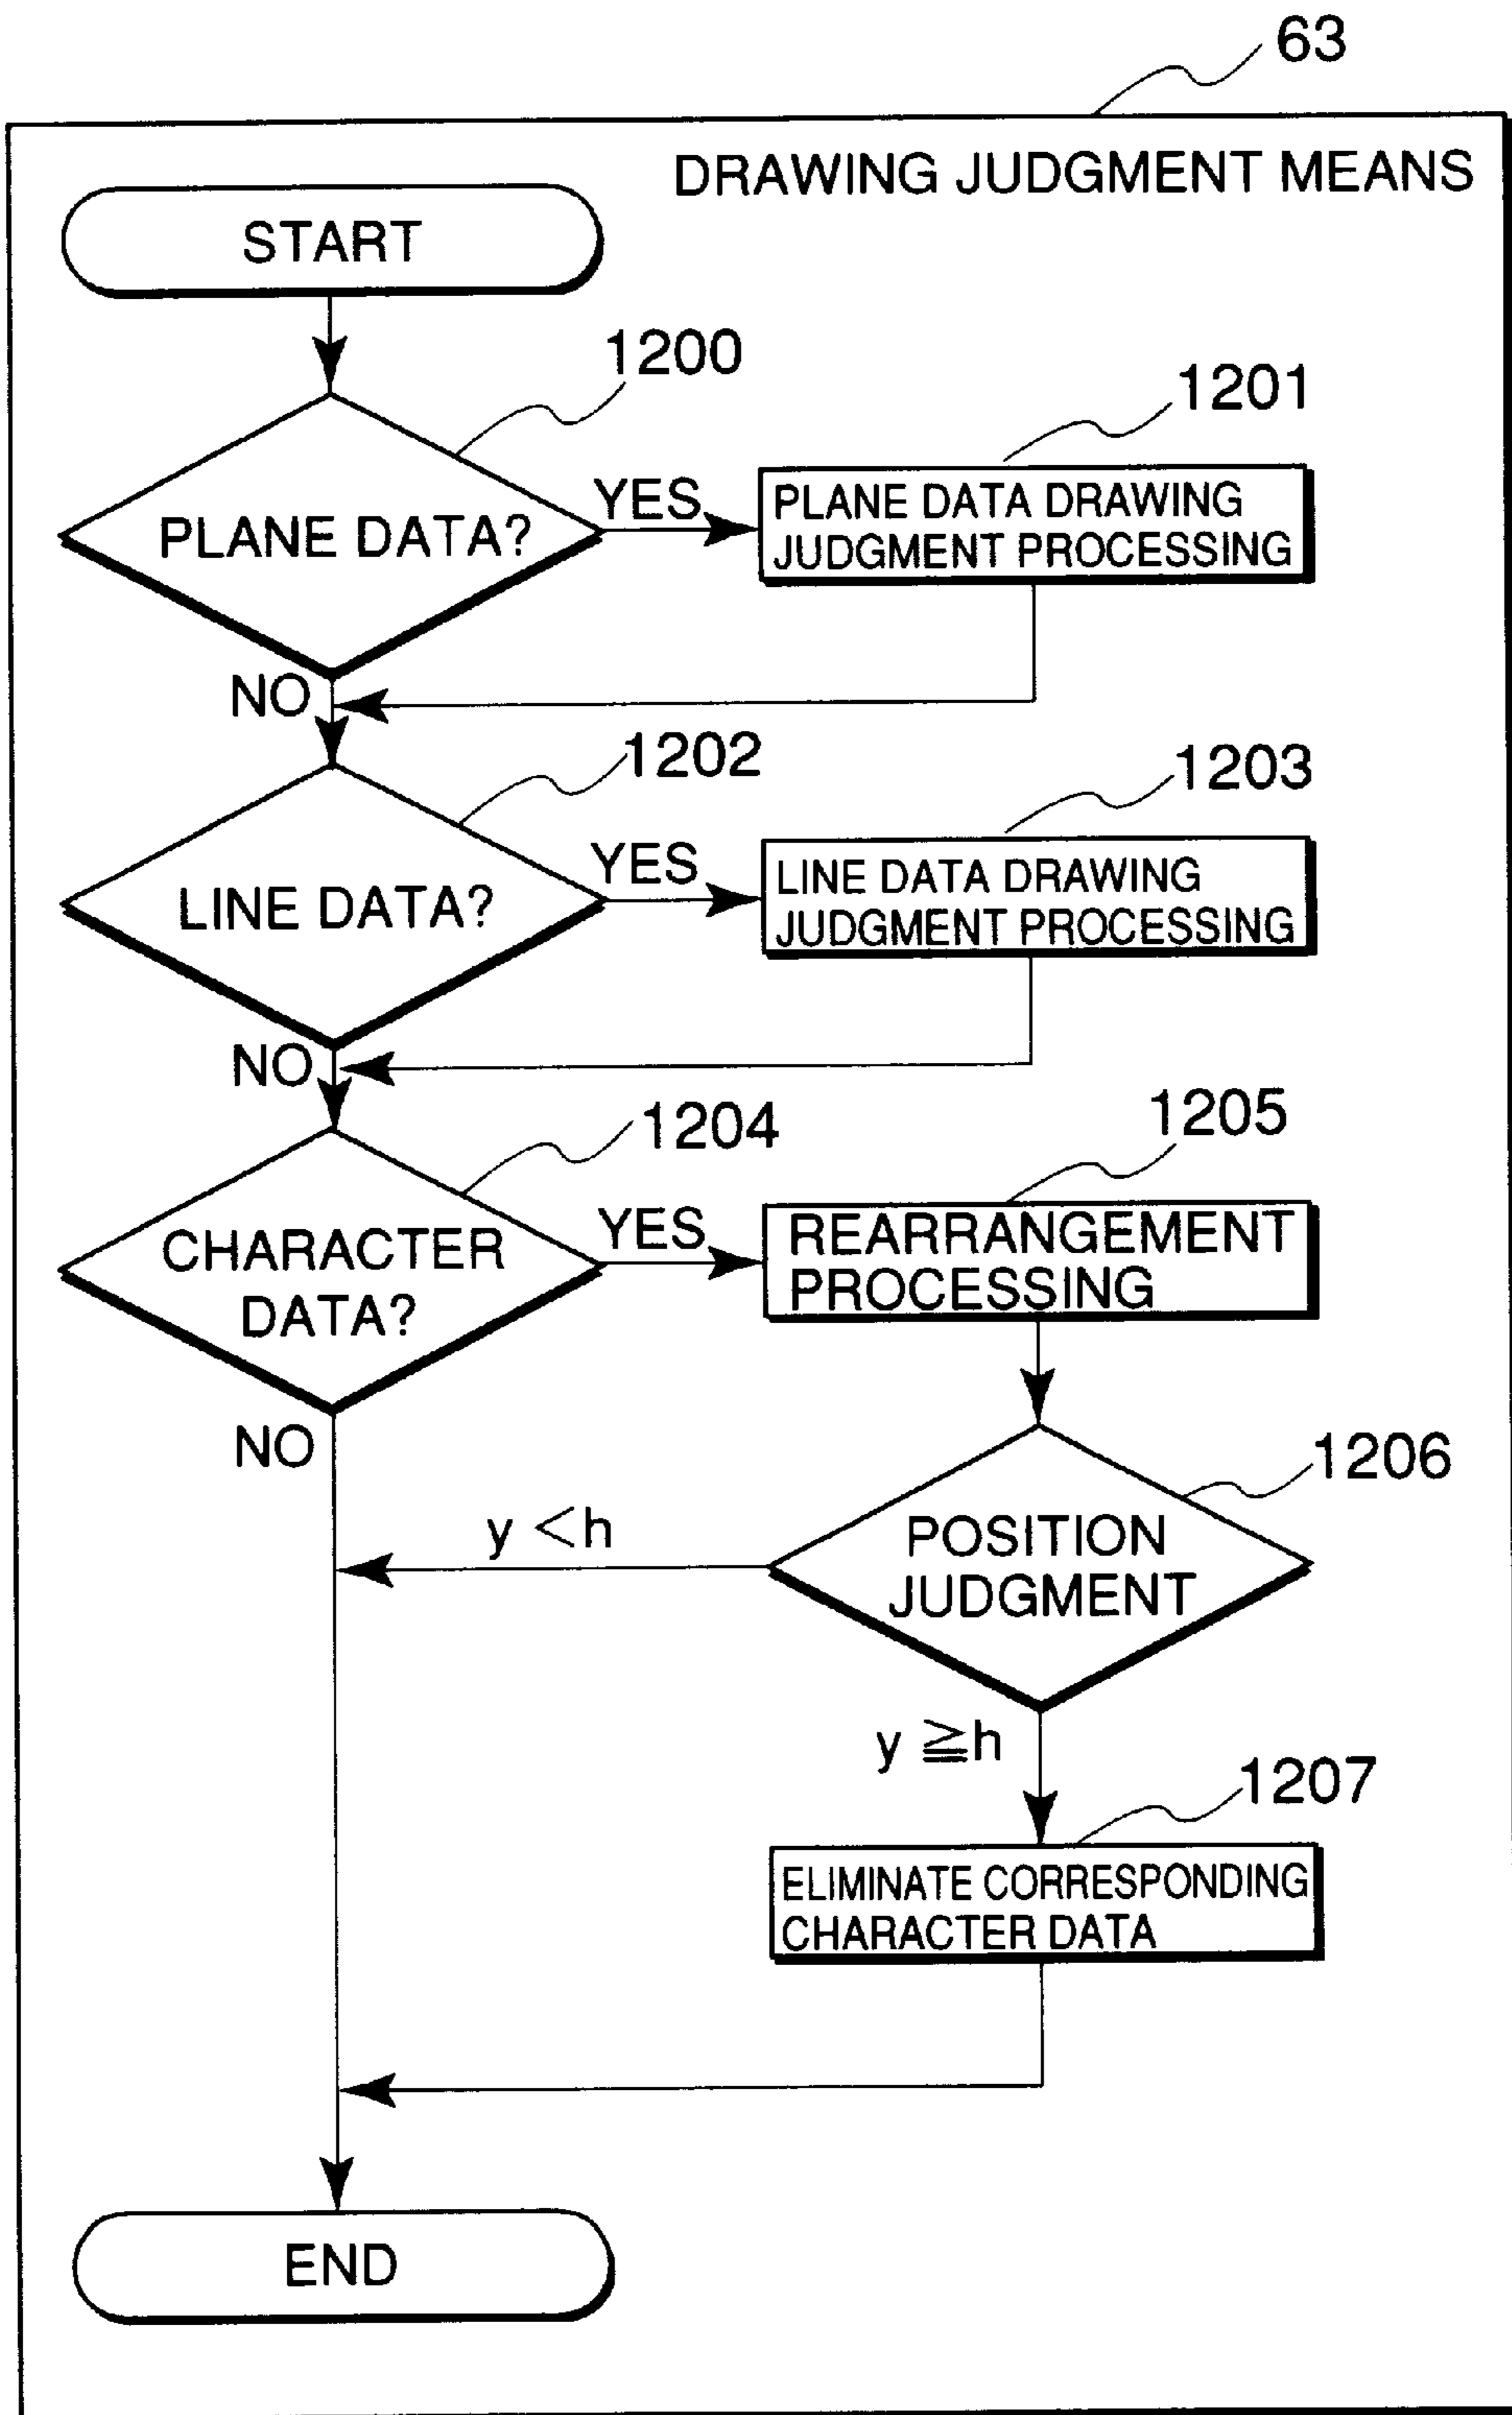 63
DRAWING JUDGMENT MEANS
START
1200
1201
PLANE DATA?
YES
PLANE DATA DRAWING
JUDGMENT PROCESSING
NO
1202
1203
LINE DATA?
YES
LINE DATA DRAWING
JUDGMENT PROCESSING
NO
1204
1205
CHARACTER
DATA?
YES
REARRANGEMENT
PROCESSING
NO
1206
y <h
POSITION
JUDGMENT
y ≧h
1207
ELIMINATE CORRESPONDING
CHARACTER DATA
END